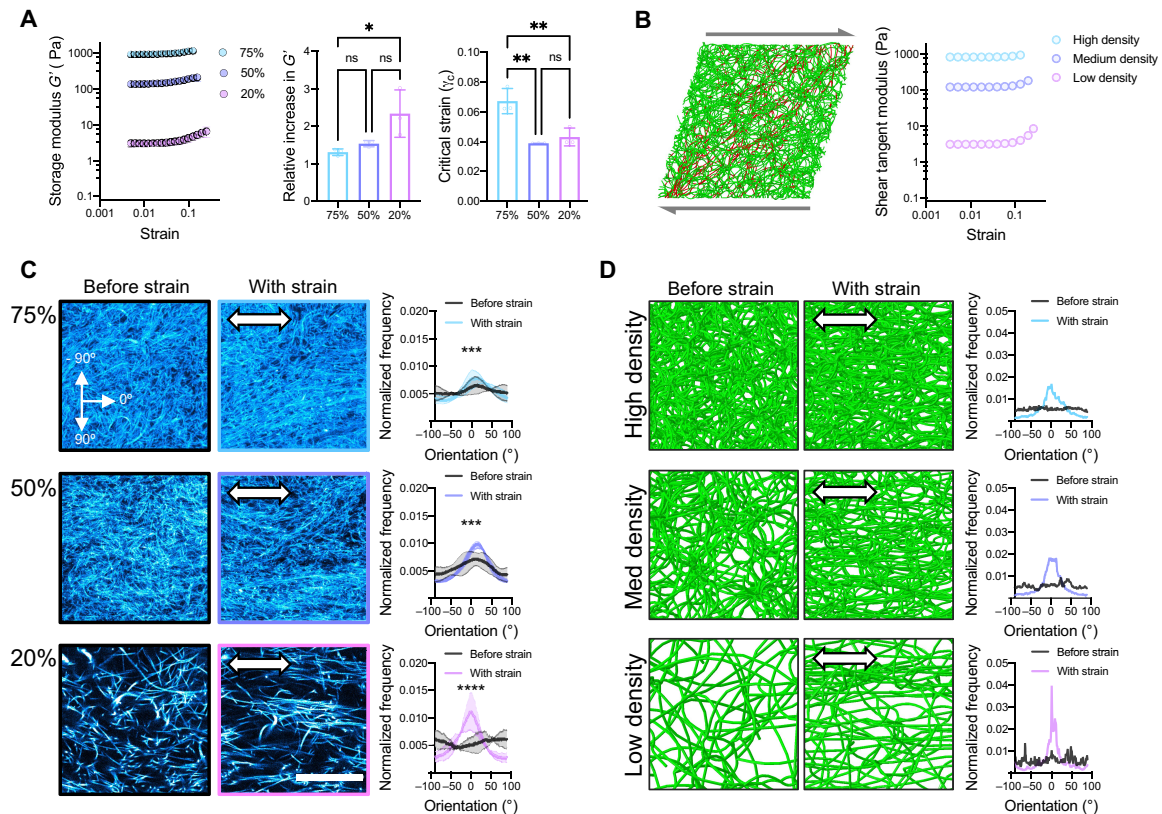 A
Storage modulus G′ ( Pa)
1000
100
10
1
0.1
0.001
0.01
0.1
Strain
75%
50%
20%
Relative increase in G′
4
3
2
1
0
*
ns
ns
75%
50%
20%
Critical strain (γc)
0.10
0.08
0.06
0.04
0.02
0.00
**
**
ns
75%
50%
20%
B
Shear tangent modulus (Pa)
1000
100
10
1
0.1
0.001
0.01
0.1
Strain
High density
Medium density
Low density
C
Before strain
With strain
75%
- 90º
0º
90º
Normalized frequency
0.020
0.015
0.010
0.005
0
Before strain
With strain
***
−100
−50
0
50
100
Orientation (°)
50%
Normalized frequency
0.020
0.015
0.010
0.005
0
Before strain
With strain
***
−100
−50
0
50
100
Orientation (°)
20%
Normalized frequency
0.020
0.015
0.010
0.005
0
Before strain
With strain
****
−100
−50
0
50
100
Orientation (°)
D
Before strain
With strain
High density
Normalized frequency
0.05
0.04
0.03
0.02
0.01
Before strain
With strain
−100
−50
0
50
100
Orientation (°)
Med density
Normalized frequency
0.05
0.04
0.03
0.02
0.01
Before strain
With strain
−100
−50
0
50
100
Orientation (°)
Low density
Normalized frequency
0.05
0.04
0.03
0.02
0.01
Before strain
With strain
−100
−50
0
50
100
Orientation (°)